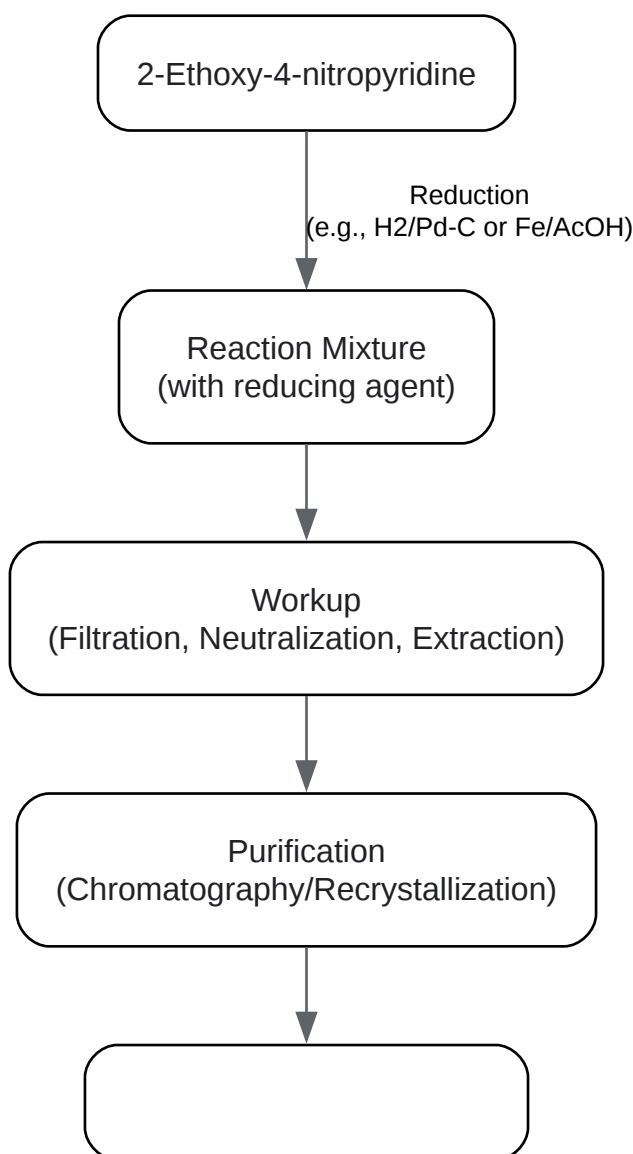 2-Ethoxy-4-nitropyridine
Reduction
(e.g., H2/Pd-C or Fe/AcOH)
Reaction Mixture
(with reducing agent)
Workup
(Filtration, Neutralization, Extraction)
Purification
(Chromatography/Recrystallization)